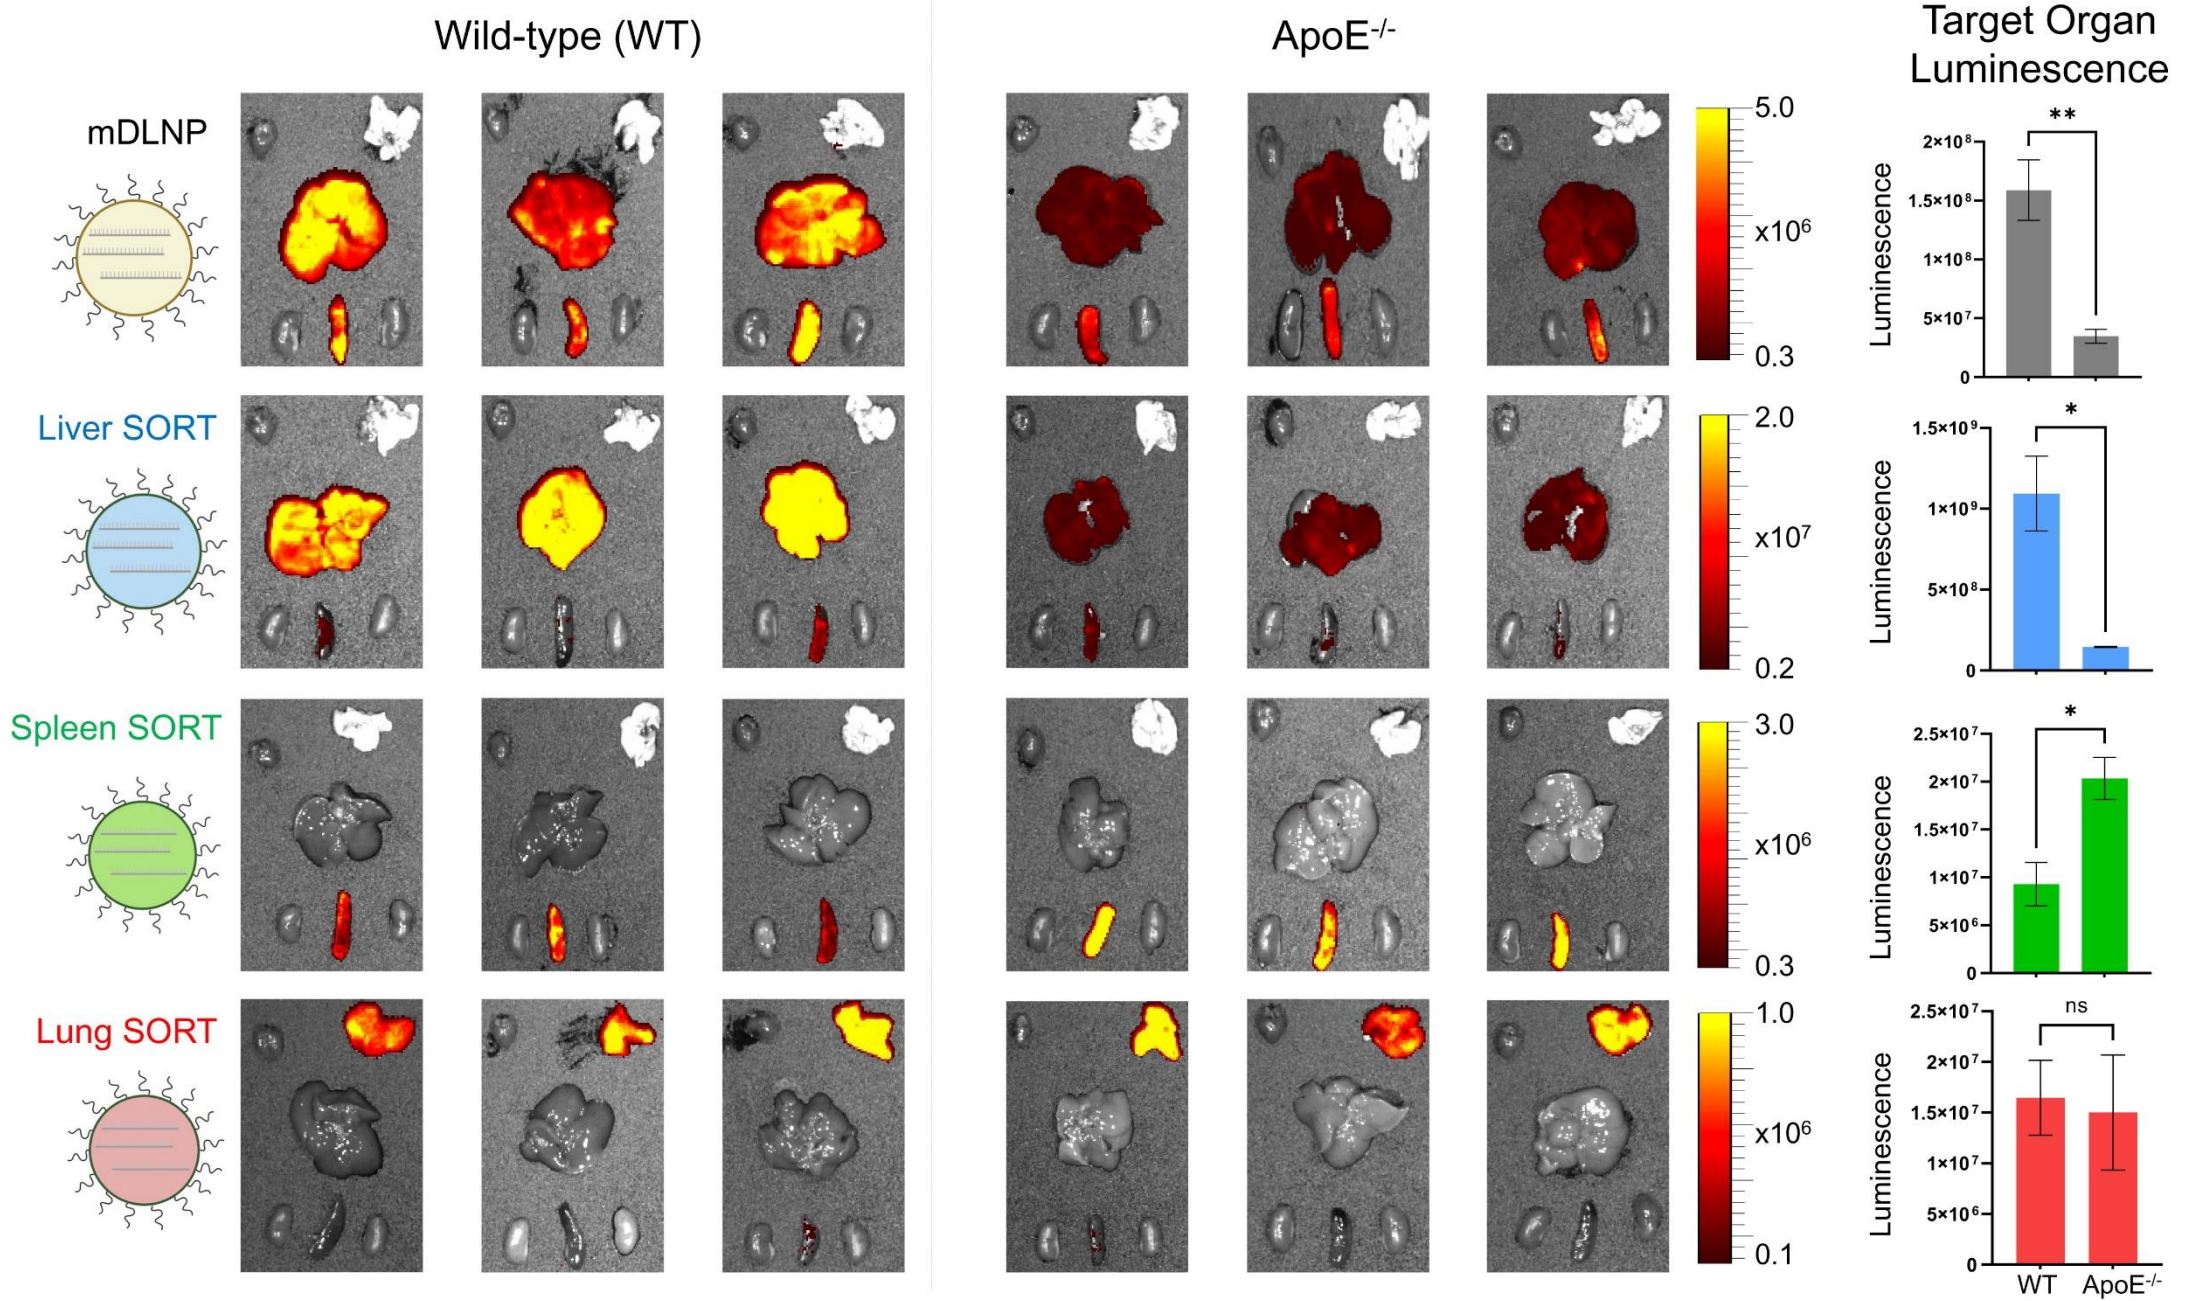 Wild-type (WT)
ApoE-/-
Target Organ
Luminescence
mDLNP
5.0
x10⁶
0.3
Luminescence
2×10⁸
1.5×10⁸
1×10⁸
5×10⁷
0
**
Liver SORT
2.0
x10⁷
0.2
Luminescence
1.5×10⁹
1×10⁹
5×10⁸
0
*
Spleen SORT
3.0
x10⁶
0.3
Luminescence
2.5×10⁷
2×10⁷
1.5×10⁷
1×10⁷
5×10⁶
0
*
Lung SORT
1.0
x10⁶
0.1
Luminescence
2.5×10⁷
2×10⁷
1.5×10⁷
1×10⁷
5×10⁶
0
ns
WT ApoE-/-